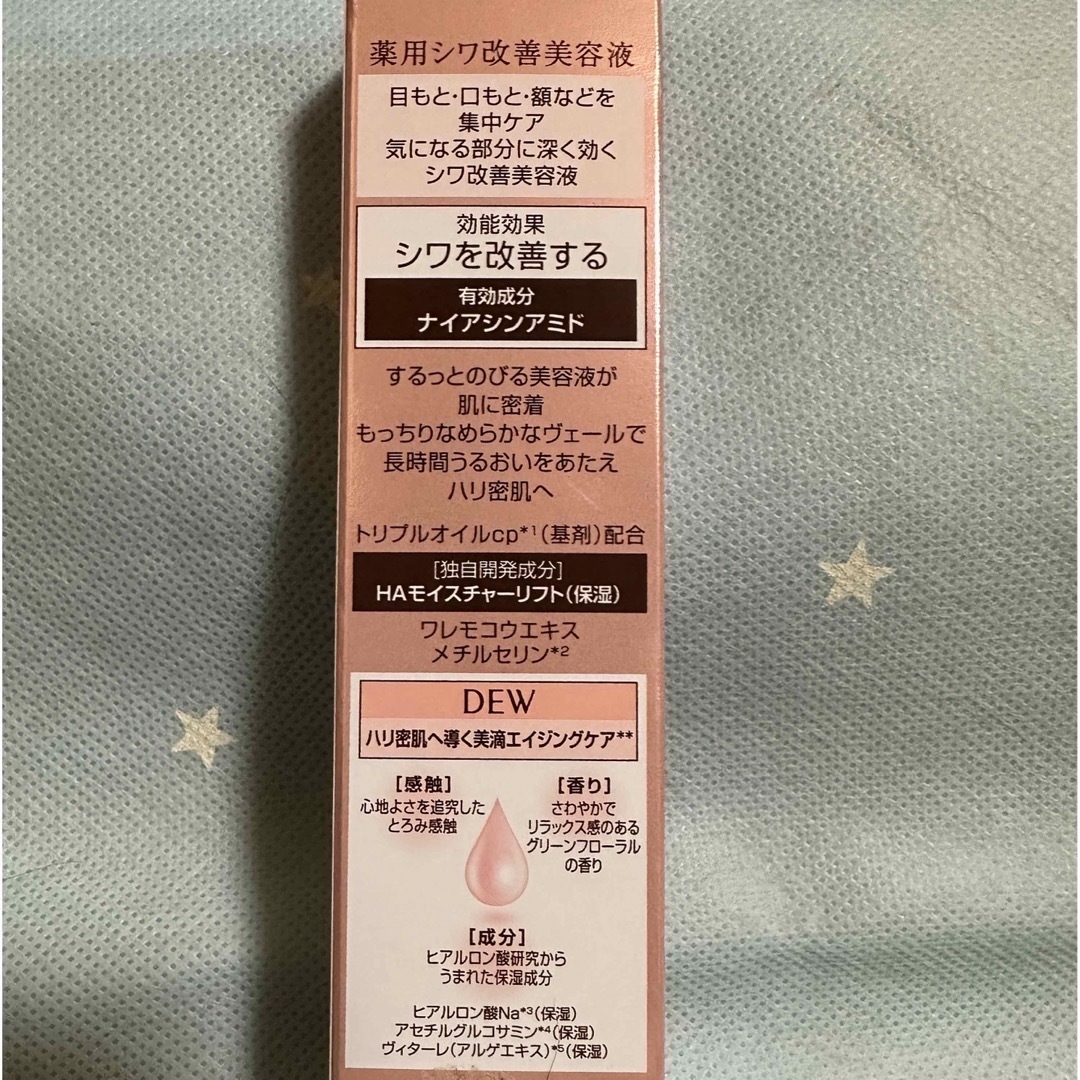 薬用シワ改善美容液
目もと・口もと・額などを
集中ケア
気になる部分に深く効く
シワ改善美容液
効能効果
シワを改善する
有効成分
ナイアシンアミド
するっとのびる美容液が
肌に密着
もっちりなめらかなヴェールで
長時間うるおいをあたえ
ハリ密肌へ
トリプルオイルcp*1(基剤)配合
[独自開発成分]
HAモイスチャーリフト(保湿)
ワレモコウエキス
メチルセリン*2
DEW
ハリ密肌へ導く美滴エイジングケア**
[感触]
心地よさを追究した
とろみ感触
[香り]
さわやかで
リラックス感のある
グリーンフローラル
の香り
[成分]
ヒアルロン酸研究から
うまれた保湿成分
ヒアルロン酸Na*3(保湿)
アセチルグルコサミン*4(保湿)
ヴィターレ(アルゲエキス)*5(保湿)